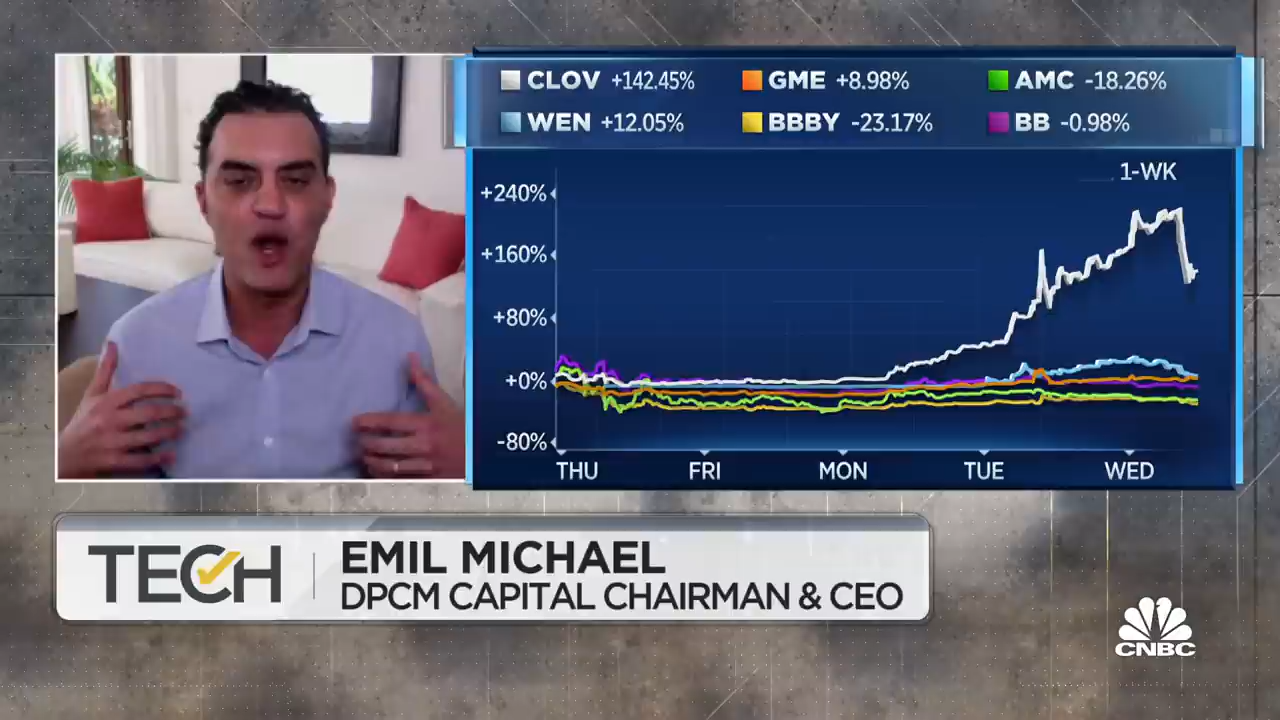 CLOV +142.45%
GME +8.98%
AMC -18.26%
WEN +12.05%
BBBY -23.17%
BB -0.98%
1-WK
+240%
+160%
+80%
+0%
-80%
THU FRI MON TUE WED
TECH
EMIL MICHAEL
DPCM CAPITAL CHAIRMAN & CEO
CNBC